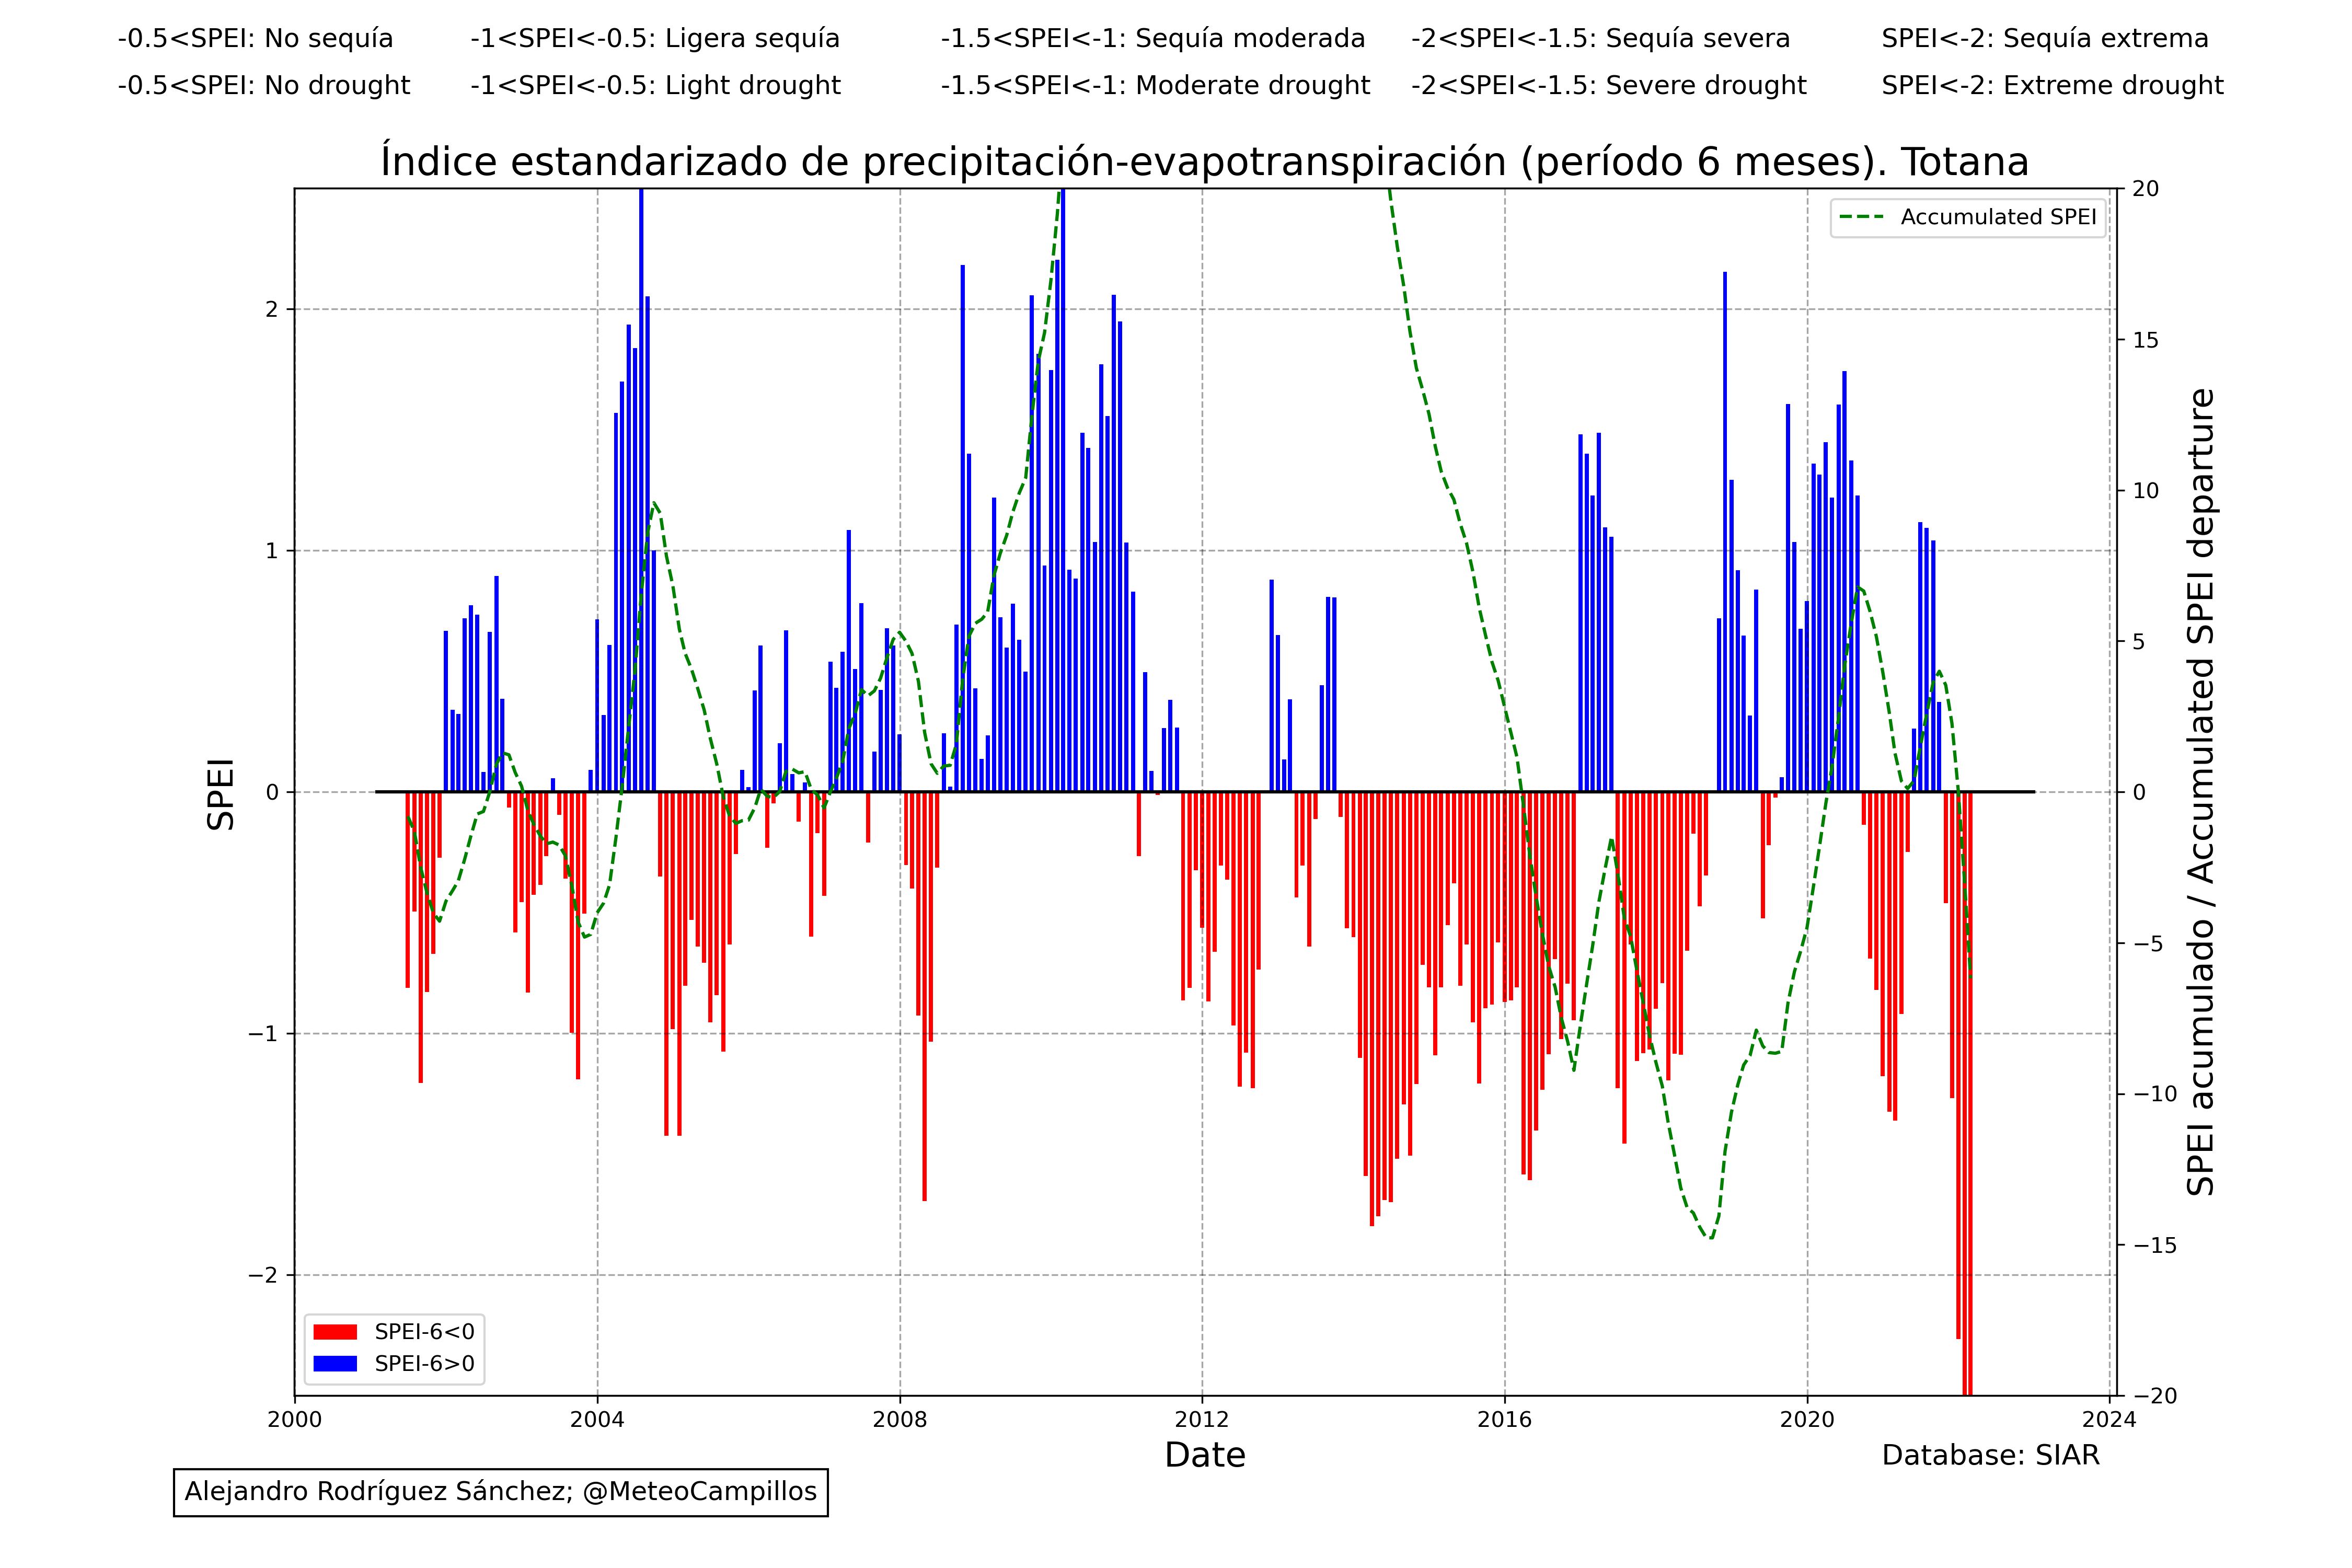 -0.5<SPEI: No sequía -1<SPEI<-0.5: Ligera sequía -1.5<SPEI<-1: Sequía moderada -2<SPEI<-1.5: Sequía severa SPEI<-2: Sequía extrema
-0.5<SPEI: No drought -1<SPEI<-0.5: Light drought -1.5<SPEI<-1: Moderate drought -2<SPEI<-1.5: Severe drought SPEI<-2: Extreme drought
Índice estandarizado de precipitación-evapotranspiración (período 6 meses). Totana
Accumulated SPEI
SPEI
2
1
0
−1
−2
20
15
10
5
0
−5
−10
−15
−20
SPEI acumulado / Accumulated SPEI departure
SPEI-6<0
SPEI-6>0
2000 2004 2008 2012 2016 2020 2024
Date
Database: SIAR
Alejandro Rodríguez Sánchez; @MeteoCampillos